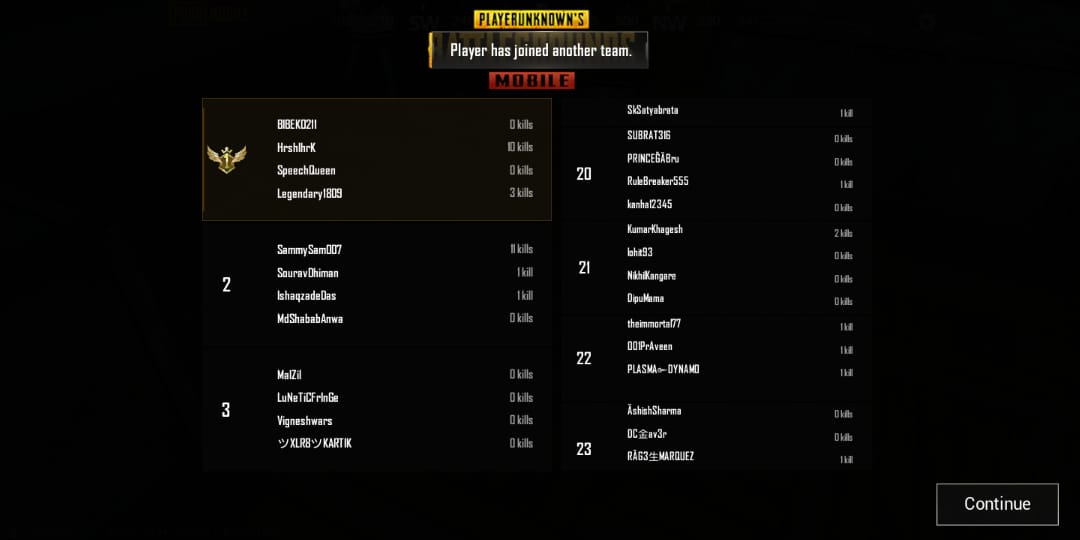 PLAYERUNKNOWN'S
BATTLEGROUNDS
Player has joined another team.
MOBILE
1
BIBEK0211 0 kills
HrshlhrK 10 kills
SpeechQueen 0 kills
Legendary1809 3 kills
2
SammySam007 11 kills
SouravDhiman 1 kill
IshaqzadeDas 1 kill
MdShababAnwa 0 kills
3
MalZil 0 kills
LuNeTiCFrInGe 0 kills
Vigneshwars 0 kills
ツXLR8ツKARTIK 0 kills
SkSatyabrata 1 kill
20
SUBRAT316 0 kills
PRINCEĞÄBru 0 kills
RuleBreaker555 1 kill
kanha12345 0 kills
21
KumarKhagesh 2 kills
lohit93 0 kills
NikhilKangare 0 kills
DipuMama 0 kills
22
theimmortal77 1 kill
001PrAveen 1 kill
PLASMA๛DYNAMO 1 kill
23
ÄshishSharma 0 kills
DC金av3r 0 kills
RÄG3生MARQUEZ 1 kill
Continue